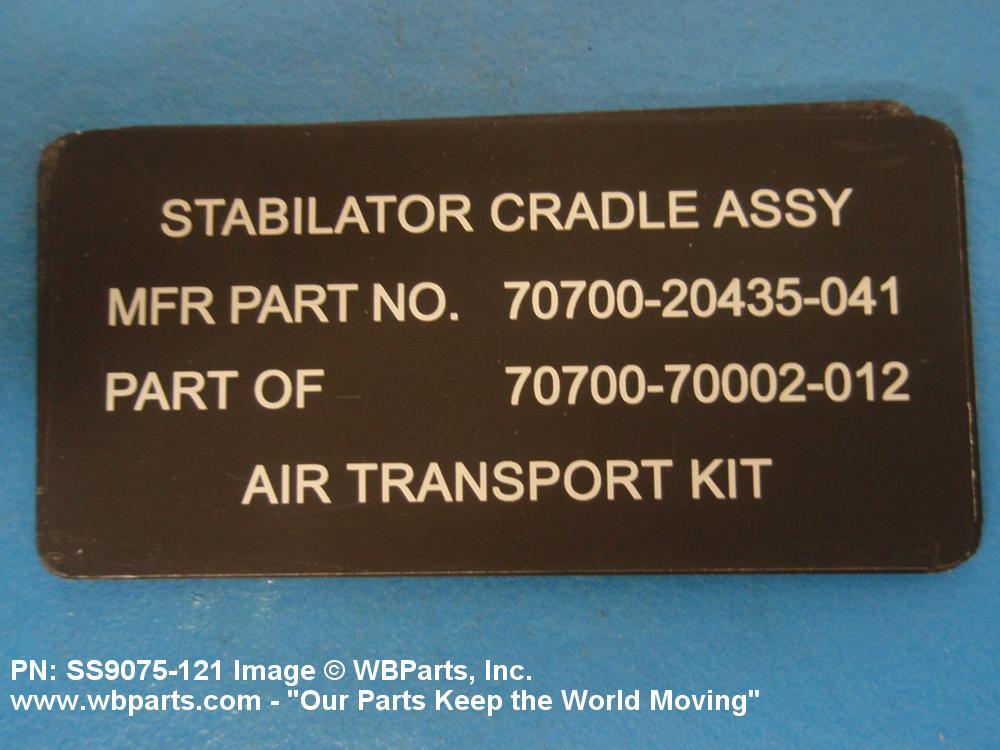 STABILATOR CRADLE ASSY
MFR PART NO. 70700-20435-041
PART OF 70700-70002-012
AIR TRANSPORT KIT
PN: SS9075-121 Image © WBParts, Inc.
www.wbparts.com - "Our Parts Keep the World Moving"